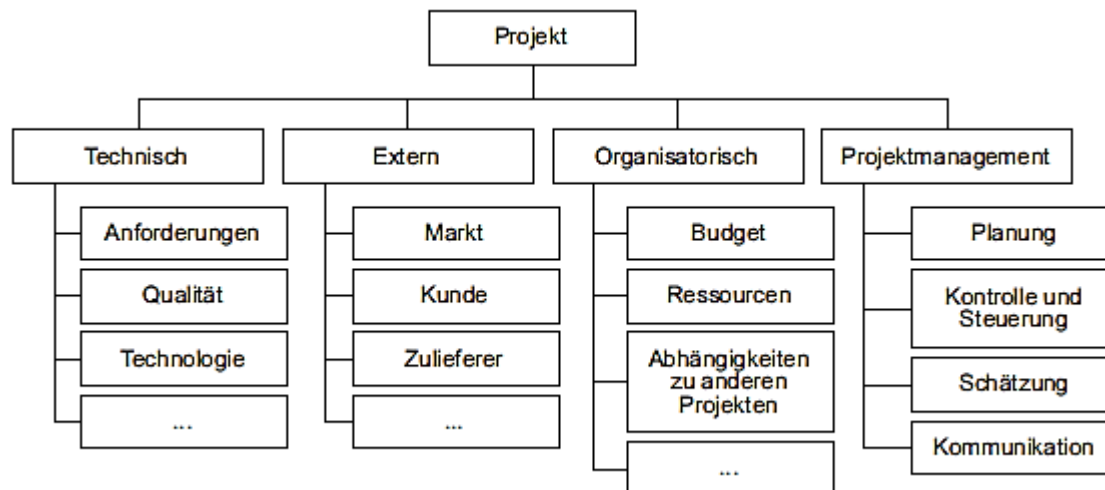 Projekt
Technisch
Extern
Organisatorisch
Projektmanagement
Anforderungen
Qualität
Technologie
...
Markt
Kunde
Zulieferer
...
Budget
Ressourcen
Abhängigkeiten
zu anderen
Projekten
...
Planung
Kontrolle und
Steuerung
Schätzung
Kommunikation